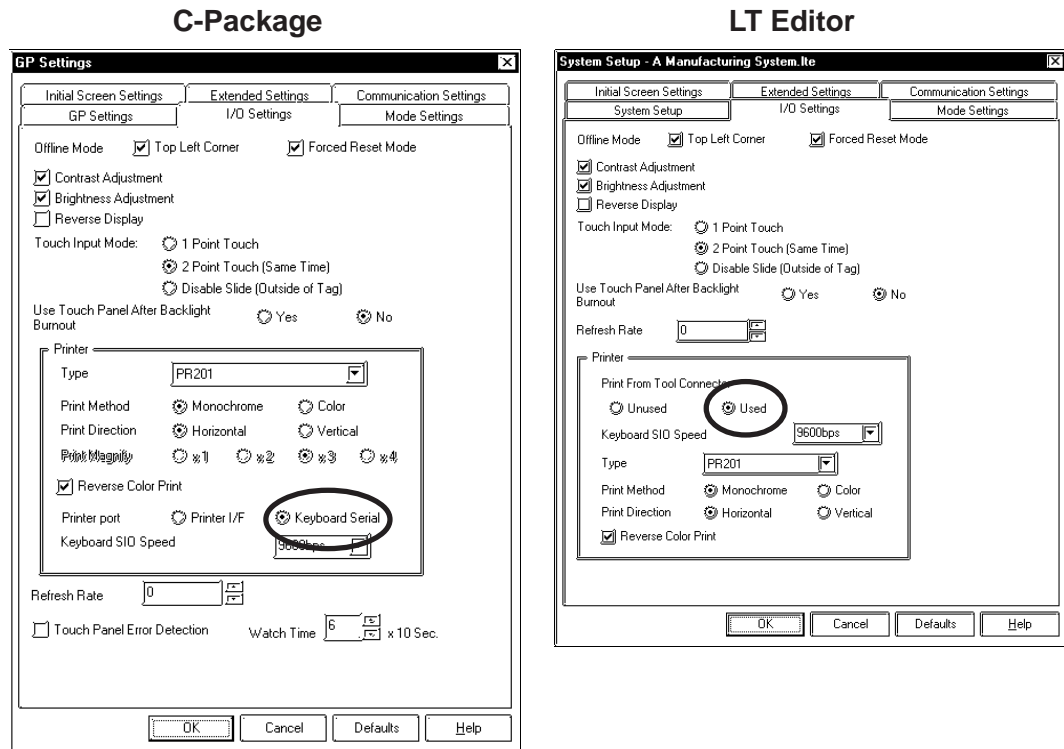 C-Package
GP Settings
Initial Screen Settings
Extended Settings
Communication Settings
GP Settings
I/O Settings
Mode Settings
Offline Mode
Top Left Corner
Forced Reset Mode
Contrast Adjustment
Brightness Adjustment
Reverse Display
Touch Input Mode:
1 Point Touch
2 Point Touch (Same Time)
Disable Slide (Outside of Tag)
Use Touch Panel After Backlight
Burnout
Yes
No
Printer
Type
PR201
Print Method
Monochrome
Color
Print Direction
Horizontal
Vertical
Print Magnify
x1
x2
x3
x4
Reverse Color Print
Printer port
Printer I/F
Keyboard Serial
Keyboard SIO Speed
9600bps
Refresh Rate
0
Touch Panel Error Detection
Watch Time
6
x 10 Sec.
OK
Cancel
Defaults
Help
LT Editor
System Setup - A Manufacturing System.lte
Initial Screen Settings
Extended Settings
Communication Settings
System Setup
I/O Settings
Mode Settings
Offline Mode
Top Left Corner
Forced Reset Mode
Contrast Adjustment
Brightness Adjustment
Reverse Display
Touch Input Mode:
1 Point Touch
2 Point Touch (Same Time)
Disable Slide (Outside of Tag)
Use Touch Panel After Backlight
Burnout
Yes
No
Refresh Rate
0
Printer
Print From Tool Connecto
Unused
Used
Keyboard SIO Speed
9600bps
Type
PR201
Print Method
Monochrome
Color
Print Direction
Horizontal
Vertical
Reverse Color Print
OK
Cancel
Defaults
Help